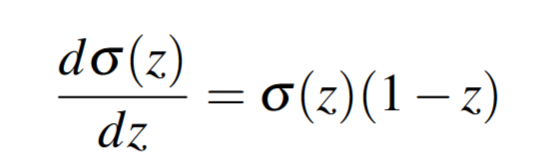 dσ(z)/dz = σ(z)(1 − z)